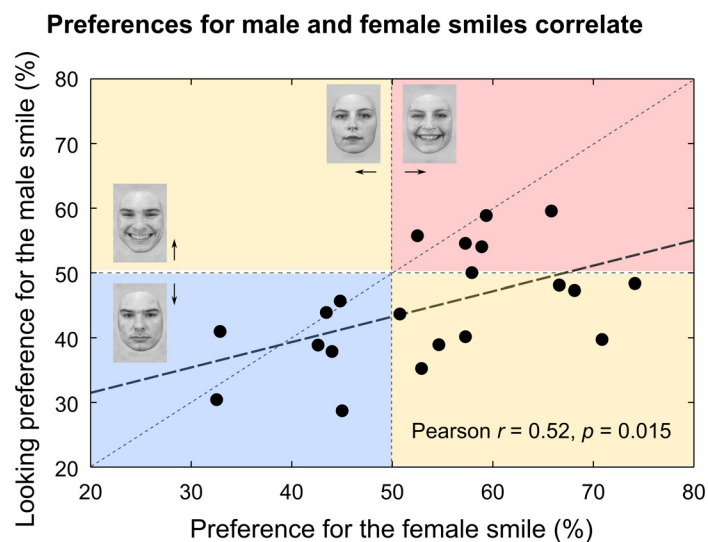 Preferences for male and female smiles correlate
Looking preference for the male smile (%)
80
70
60
50
40
30
20
Pearson r = 0.52, p = 0.015
20 30 40 50 60 70 80
Preference for the female smile (%)